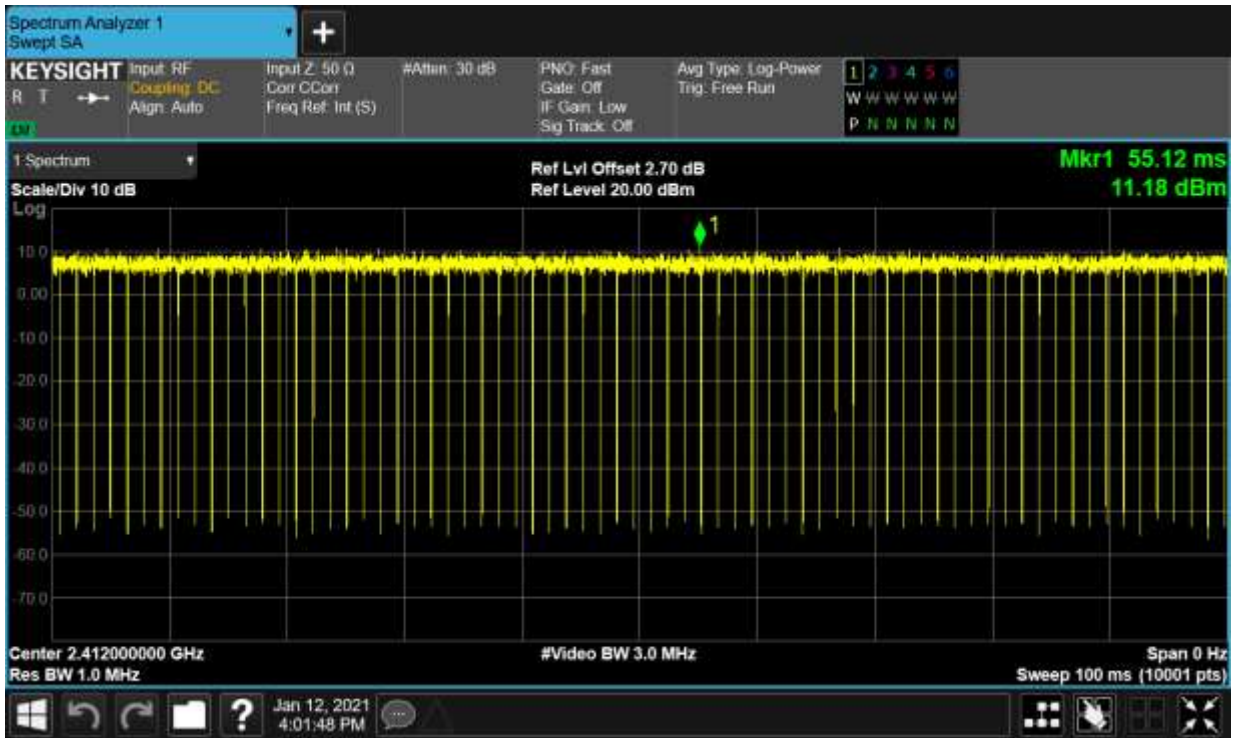 Spectrum Analyzer 1
Swept SA
+
KEYSIGHT Input: RF Input Z: 50 Ω #Atten: 30 dB PNO: Fast Avg Type: Log-Power 1 2 3 4 5 6
R T Coupling: DC Corr CCorr Gate: Off Trig: Free Run W W W W W W
Align: Auto Freq Ref: Int (S) IF Gain: Low P N N N N N
Sig Track: Off
1 Spectrum
Ref Lvl Offset 2.70 dB Mkr1 55.12 ms
Scale/Div 10 dB Ref Level 20.00 dBm 11.18 dBm
Log
1
10.0
0.00
-10.0
-20.0
-30.0
-40.0
-50.0
-60.0
-70.0
Center 2.412000000 GHz #Video BW 3.0 MHz Span 0 Hz
Res BW 1.0 MHz Sweep 100 ms (10001 pts)
? Jan 12, 2021
4:01:48 PM